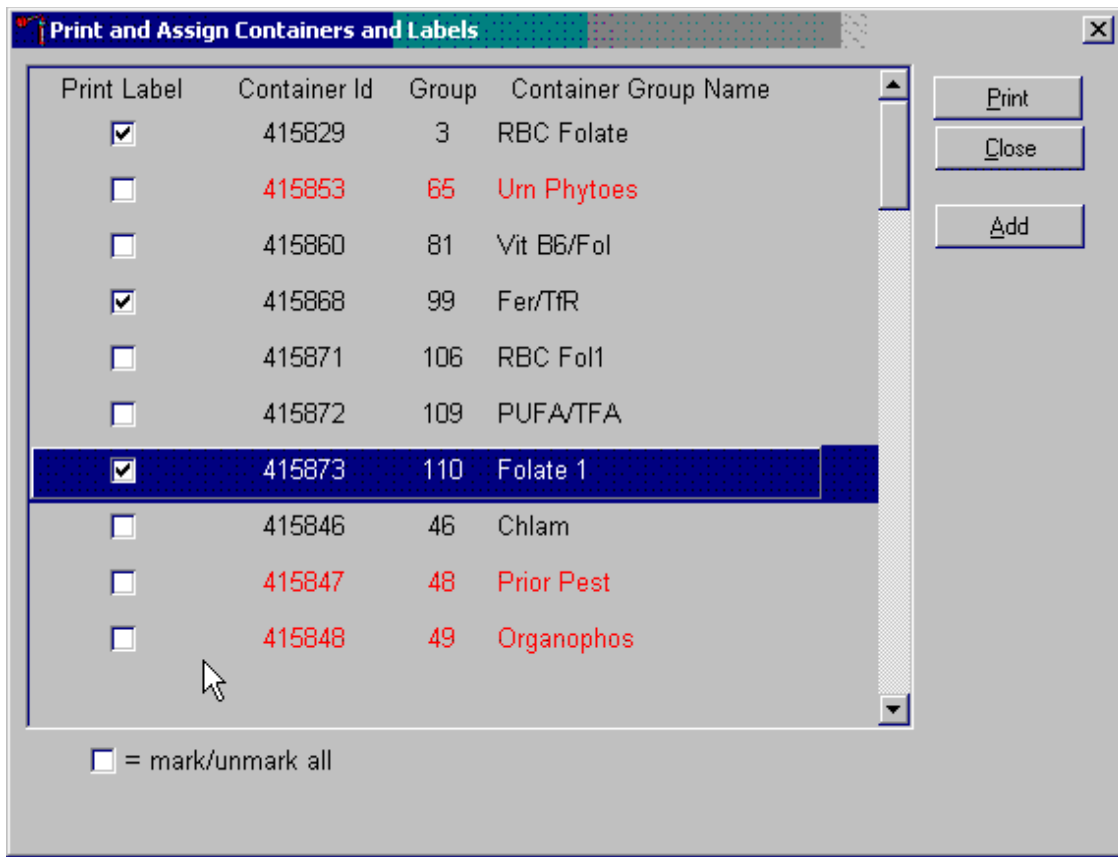 Print and Assign Containers and Labels
Print Label Container Id Group Container Group Name
415829 3 RBC Folate
415853 65 Urn Phytoes
415860 81 Vit B6/Fol
415868 99 Fer/TfR
415871 106 RBC Fol1
415872 109 PUFA/TFA
415873 110 Folate 1
415846 46 Chlam
415847 48 Prior Pest
415848 49 Organophos
= mark/unmark all
Print
Close
Add